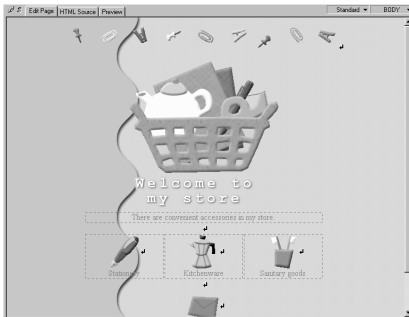 Edit Page HTML Source Preview Standard BODY
Welcome to
my store
There are convenient accessories in my store.
Stationery Kitchenware Sanitary goods